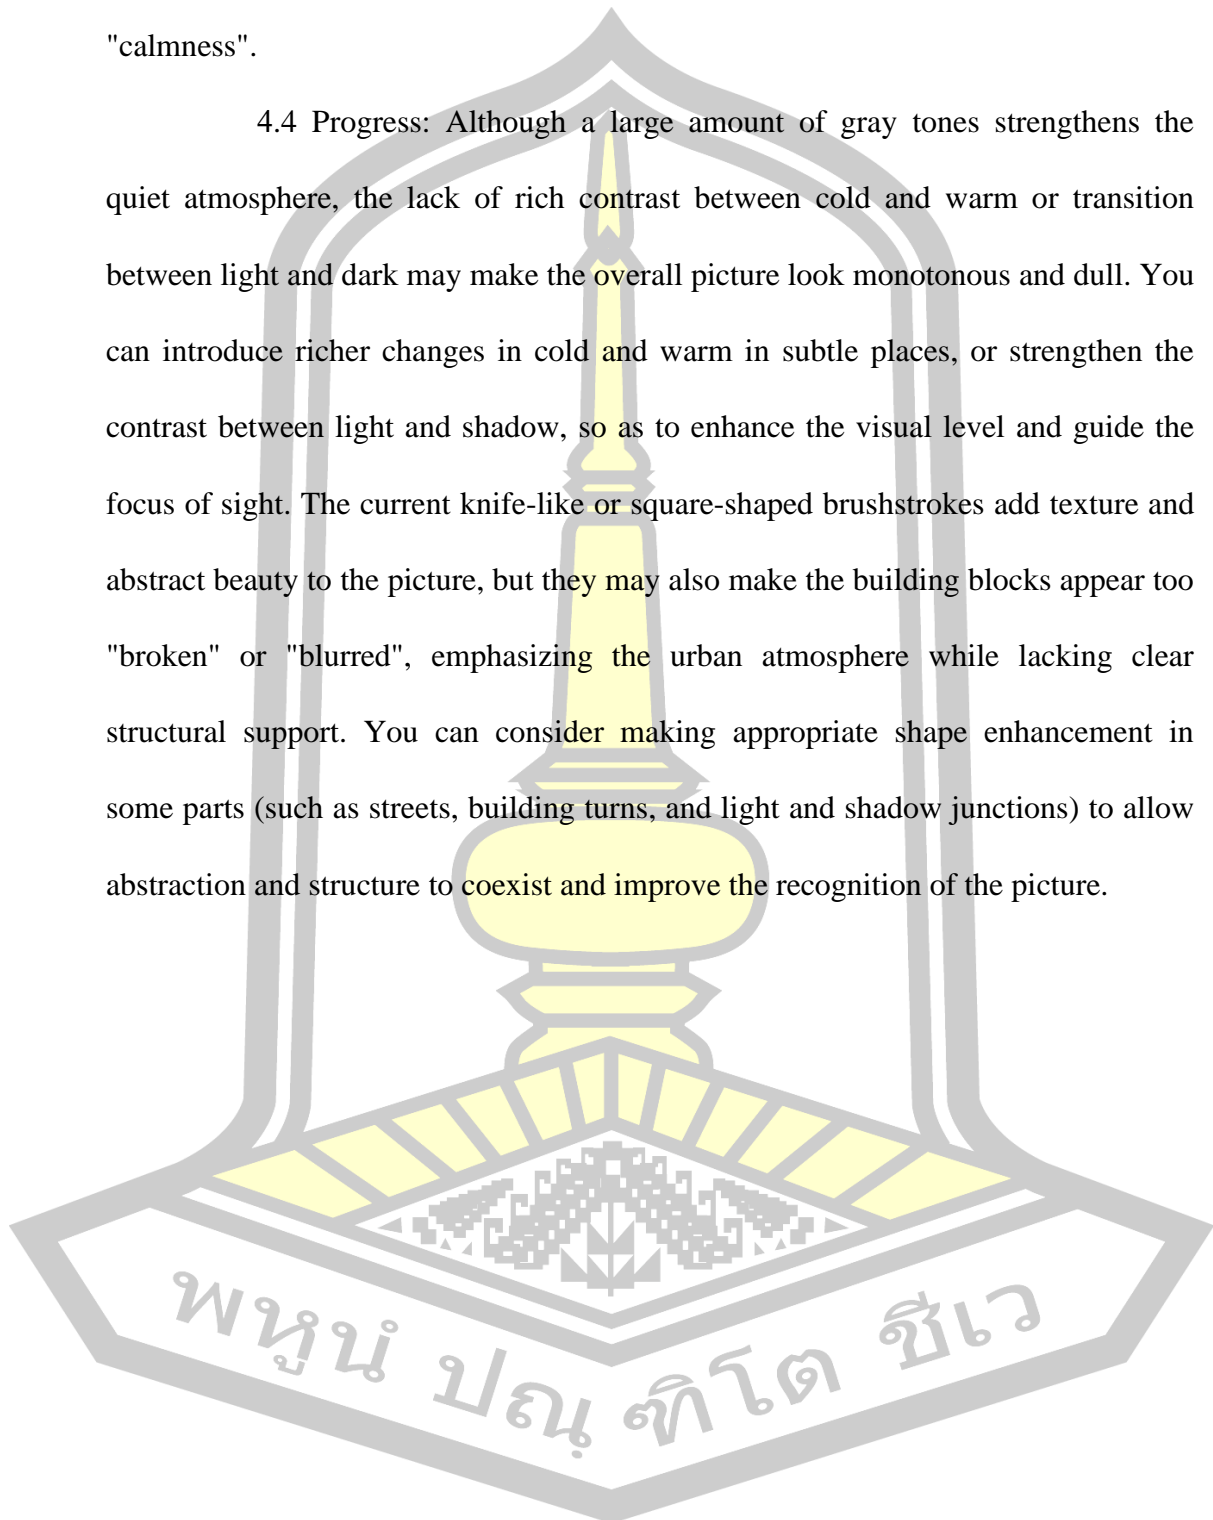 "calmness".
4.4 Progress: Although a large amount of gray tones strengthens the
quiet atmosphere, the lack of rich contrast between cold and warm or transition
between light and dark may make the overall picture look monotonous and dull. You
can introduce richer changes in cold and warm in subtle places, or strengthen the
contrast between light and shadow, so as to enhance the visual level and guide the
focus of sight. The current knife-like or square-shaped brushstrokes add texture and
abstract beauty to the picture, but they may also make the building blocks appear too
"broken" or "blurred", emphasizing the urban atmosphere while lacking clear
structural support. You can consider making appropriate shape enhancement in
some parts (such as streets, building turns, and light and shadow junctions) to allow
abstraction and structure to coexist and improve the recognition of the picture.
พหูนํ ปณฺ ฑิโต ชีเว